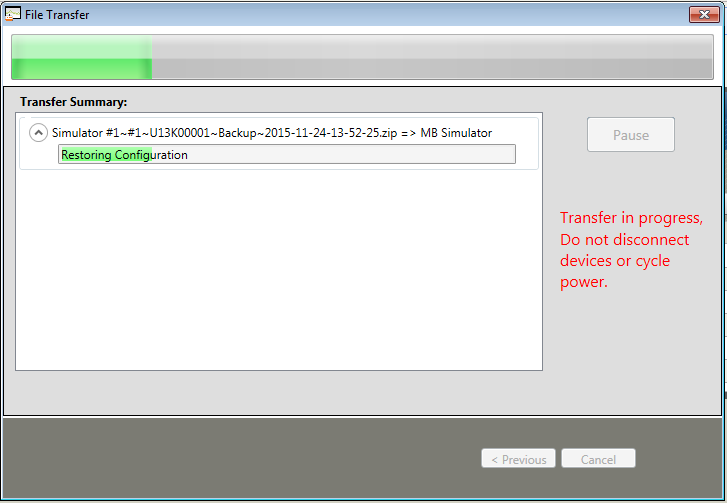 File Transfer
Transfer Summary:
Simulator #1~#1~U13K00001~Backup~2015-11-24-13-52-25.zip => MB Simulator
Restoring Configuration
Pause
Transfer in progress,
Do not disconnect
devices or cycle
power.
< Previous
Cancel